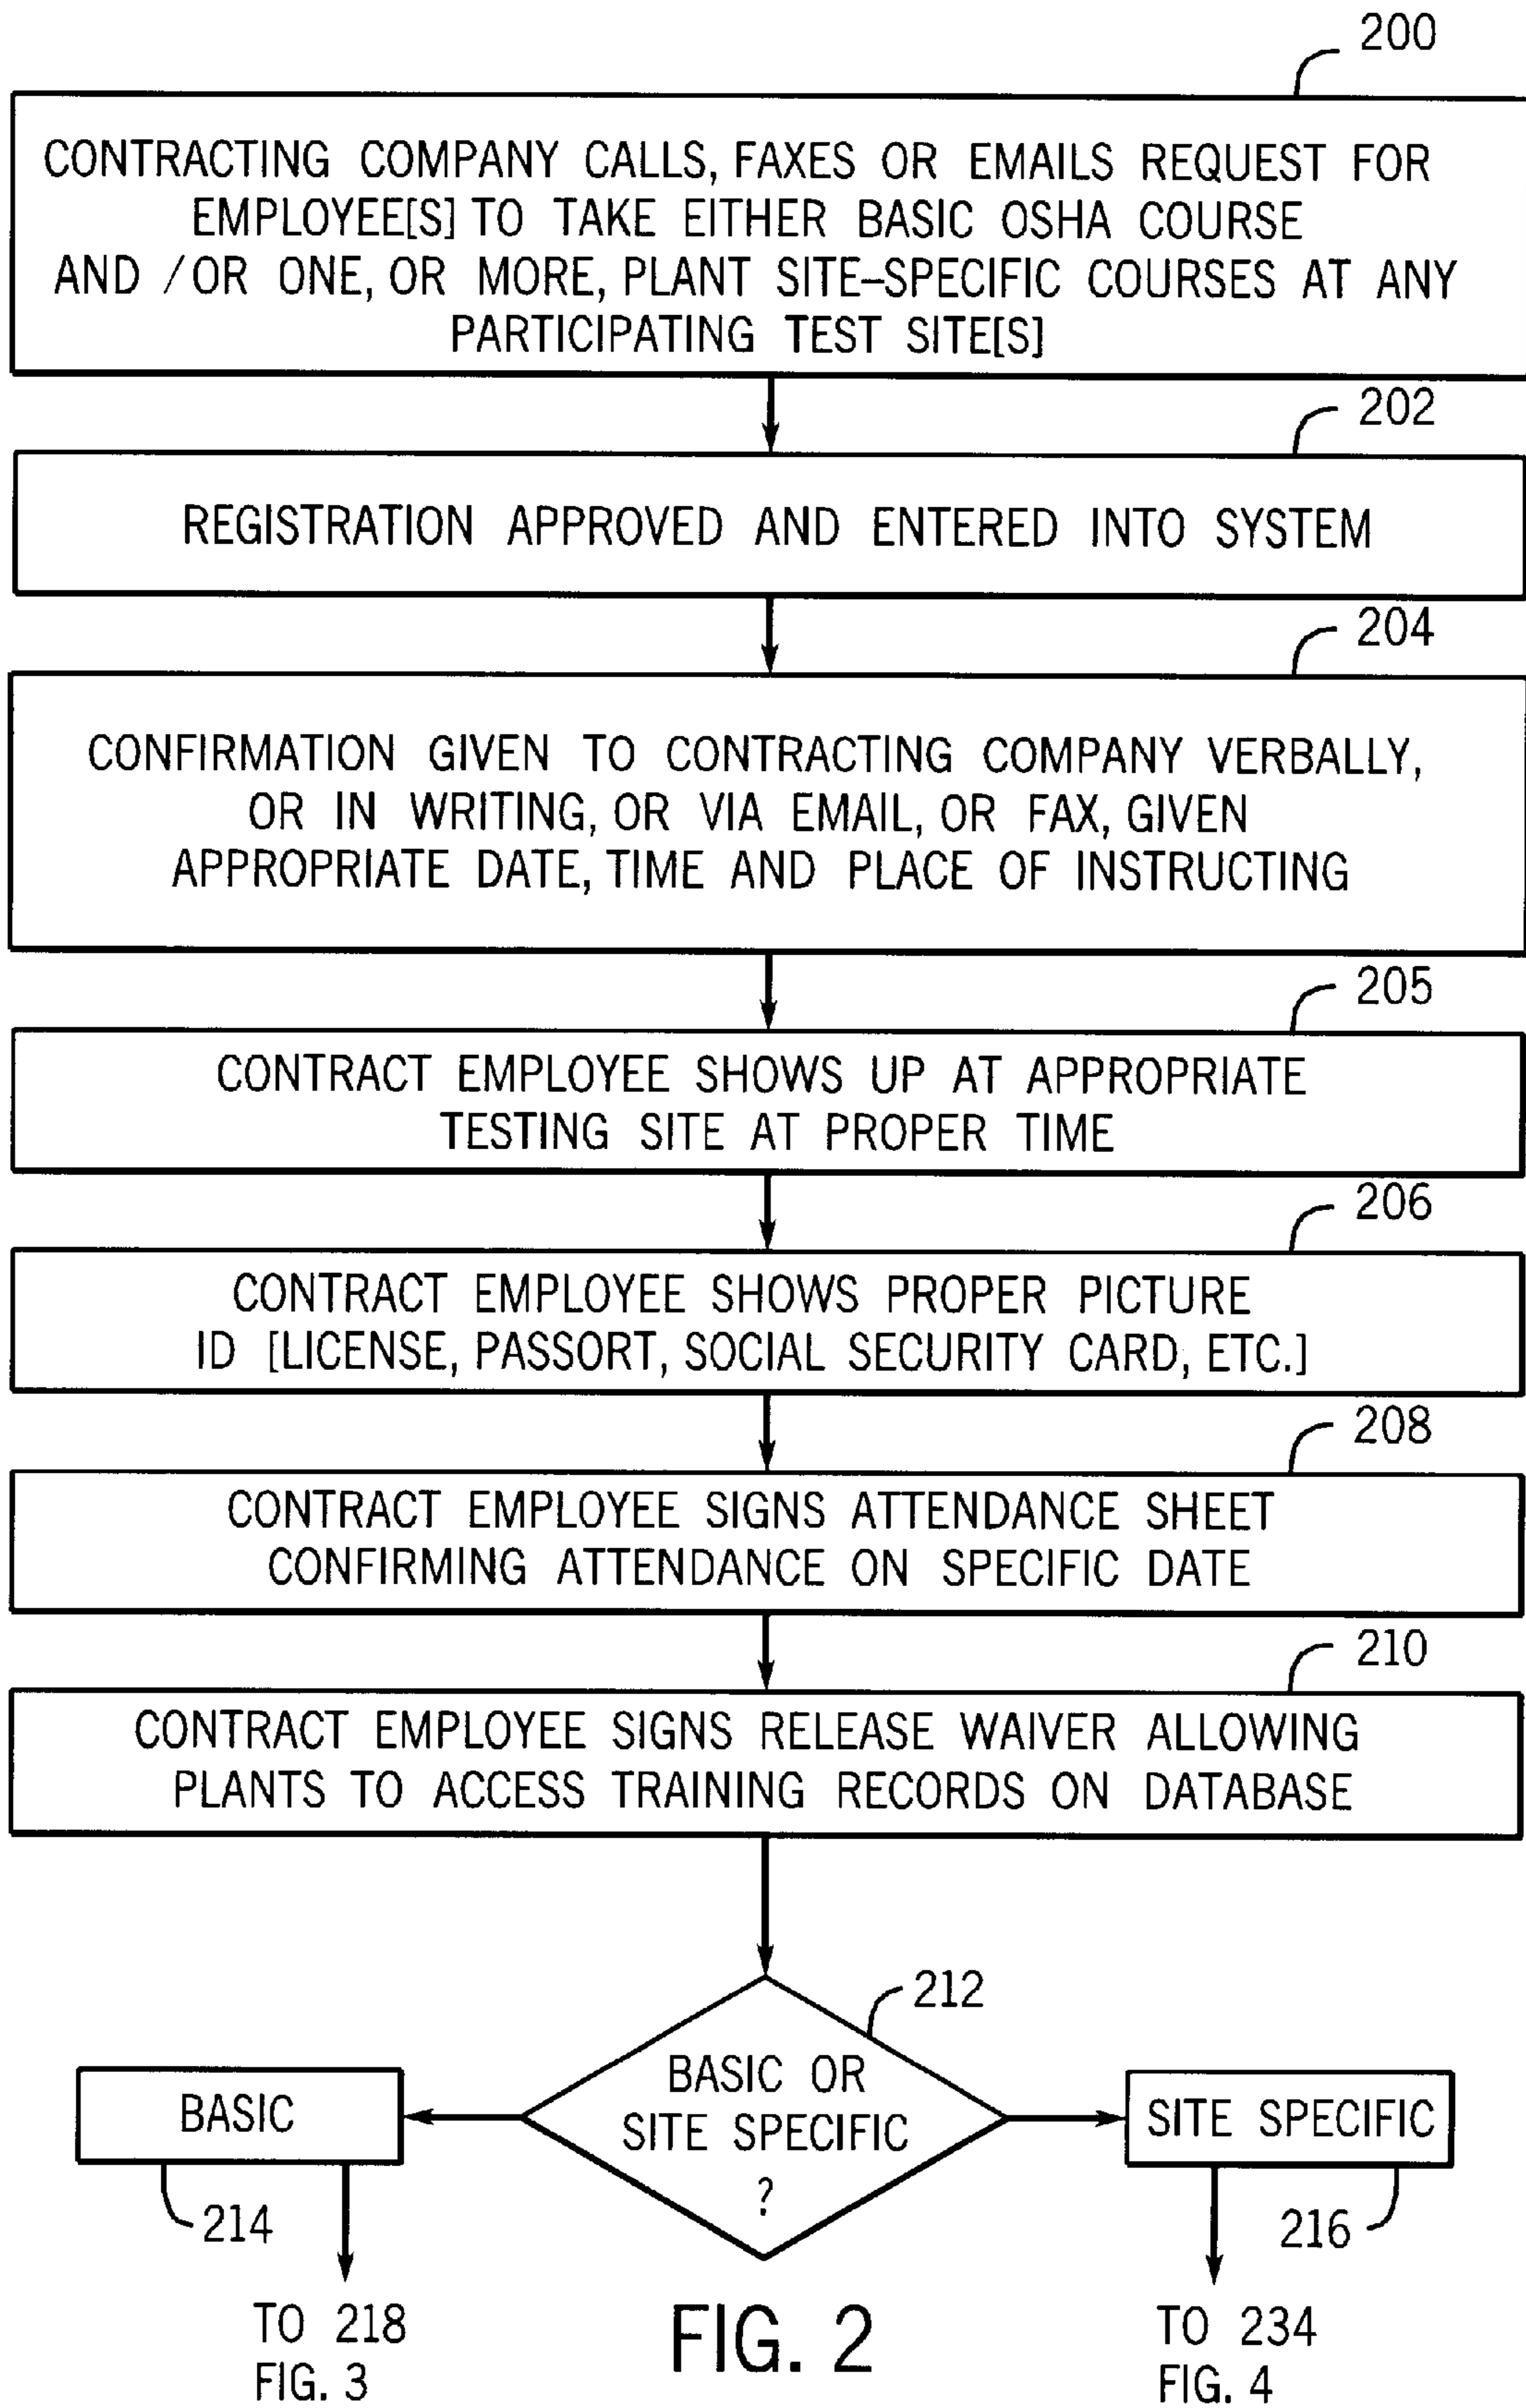 200
CONTRACTING COMPANY CALLS, FAXES OR EMAILS REQUEST FOR
EMPLOYEE[S] TO TAKE EITHER BASIC OSHA COURSE
AND /OR ONE, OR MORE, PLANT SITE-SPECIFIC COURSES AT ANY
PARTICIPATING TEST SITE[S]
202
REGISTRATION APPROVED AND ENTERED INTO SYSTEM
204
CONFIRMATION GIVEN TO CONTRACTING COMPANY VERBALLY,
OR IN WRITING, OR VIA EMAIL, OR FAX, GIVEN
APPROPRIATE DATE, TIME AND PLACE OF INSTRUCTING
205
CONTRACT EMPLOYEE SHOWS UP AT APPROPRIATE
TESTING SITE AT PROPER TIME
206
CONTRACT EMPLOYEE SHOWS PROPER PICTURE
ID [LICENSE, PASSORT, SOCIAL SECURITY CARD, ETC.]
208
CONTRACT EMPLOYEE SIGNS ATTENDANCE SHEET
CONFIRMING ATTENDANCE ON SPECIFIC DATE
210
CONTRACT EMPLOYEE SIGNS RELEASE WAIVER ALLOWING
PLANTS TO ACCESS TRAINING RECORDS ON DATABASE
212
BASIC OR
SITE SPECIFIC
?
BASIC
214
SITE SPECIFIC
216
TO 218
FIG. 3
FIG. 2
TO 234
FIG. 4